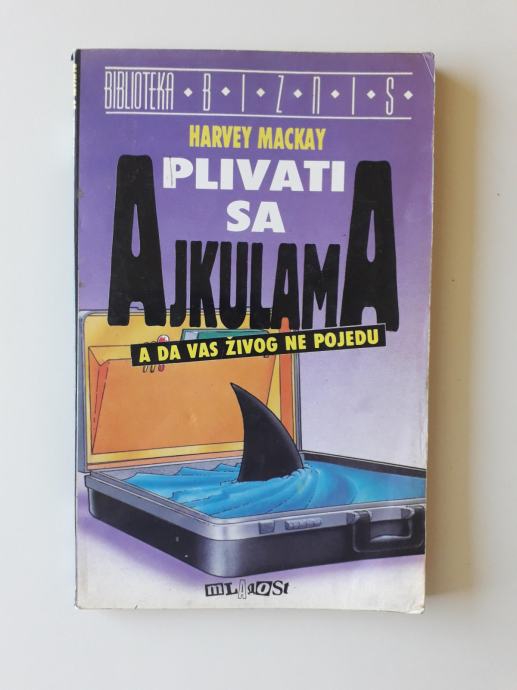 BIBLIOTEKA • B • I • Z • N • I • S •
HARVEY MACKAY
PLIVATI
SA
AJKULAMA
A DA VAS ŽIVOG NE POJEDU
mLAdOSt